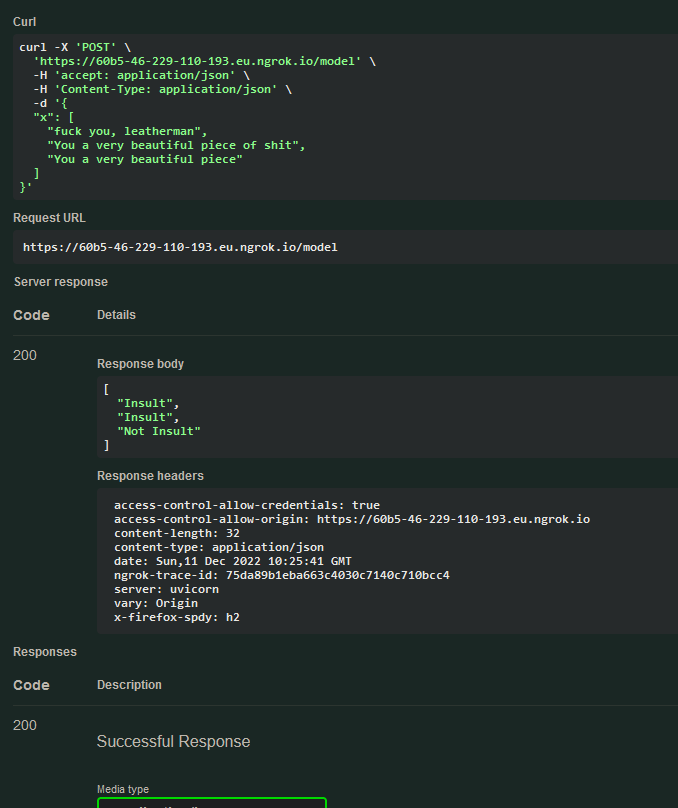 Curl
curl -X 'POST' \
'https://60b5-46-229-110-193.eu.ngrok.io/model' \
-H 'accept: application/json' \
-H 'Content-Type: application/json' \
-d '{
"x": [
"fuck you, leatherman",
"You a very beautiful piece of shit",
"You a very beautiful piece"
]
}'
Request URL
https://60b5-46-229-110-193.eu.ngrok.io/model
Server response
Code Details
200
Response body
[
"Insult",
"Insult",
"Not Insult"
]
Response headers
access-control-allow-credentials: true
access-control-allow-origin: https://60b5-46-229-110-193.eu.ngrok.io
content-length: 32
content-type: application/json
date: Sun,11 Dec 2022 10:25:41 GMT
ngrok-trace-id: 75da89b1eba663c4030c7140c710bcc4
server: uvicorn
vary: Origin
x-firefox-spdy: h2
Responses
Code Description
200
Successful Response
Media type